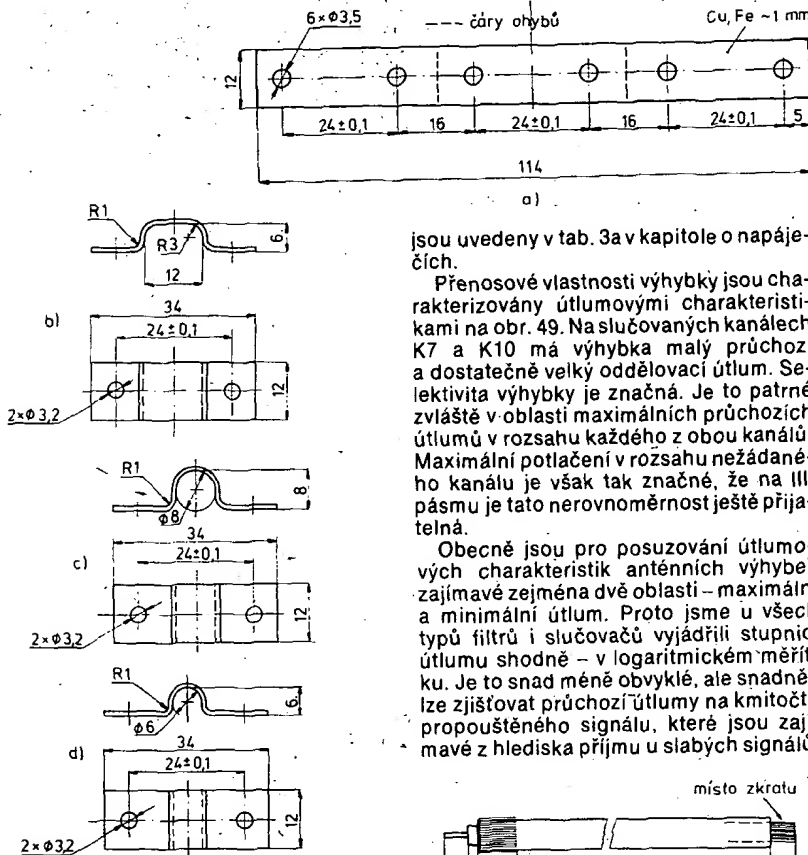 6×Φ3,5
--- čáry ohybů
Cu, Fe ~1 mm
12
24±0,1
16
24±0,1
16
24±0,1
5
114
a)
R1
R3
6
12
b)
34
24±0,1
12
2×Φ3,2
R1
Φ8
8
c)
34
24±0,1
12
2×Φ3,2
R1
Φ6
6
d)
34
24±0,1
12
2×Φ3,2
jsou uvedeny v tab. 3a v kapitole o napáje-
čích.
Přenosové vlastnosti výhybky jsou cha-
rakterizovány útlumovými charakteristi-
kami na obr. 49. Na slučovaných kanálech
K7 a K10 má výhybka malý průchoz
a dostatečně velký oddělovací útlum. Se-
lektivita výhybky je značná. Je to patrné
zvláště v oblasti maximálních průchozích
útlumů v rozsahu každého z obou kanálů
Maximální potlačení v rozsahu nežádané-
ho kanálu je však tak značné, že na III
pásmu je tato nerovnoměrnost ještě přija-
telná.
Obecně jsou pro posuzování útlumo-
vých charakteristik anténních výhybe
zajímavé zejména dvě oblasti – maximáln
a minimální útlum. Proto jsme u všech
typů filtrů i slučovačů vyjádřili stupnic
útlumu shodně – v logaritmickém měřít
ku. Je to snad méně obvyklé, ale snadně
lze zjišťovat průchozí útlumy na kmitočt
propouštěného signálu, které jsou zají
mavé z hlediska příjmu u slabých signálů
místo zkratu